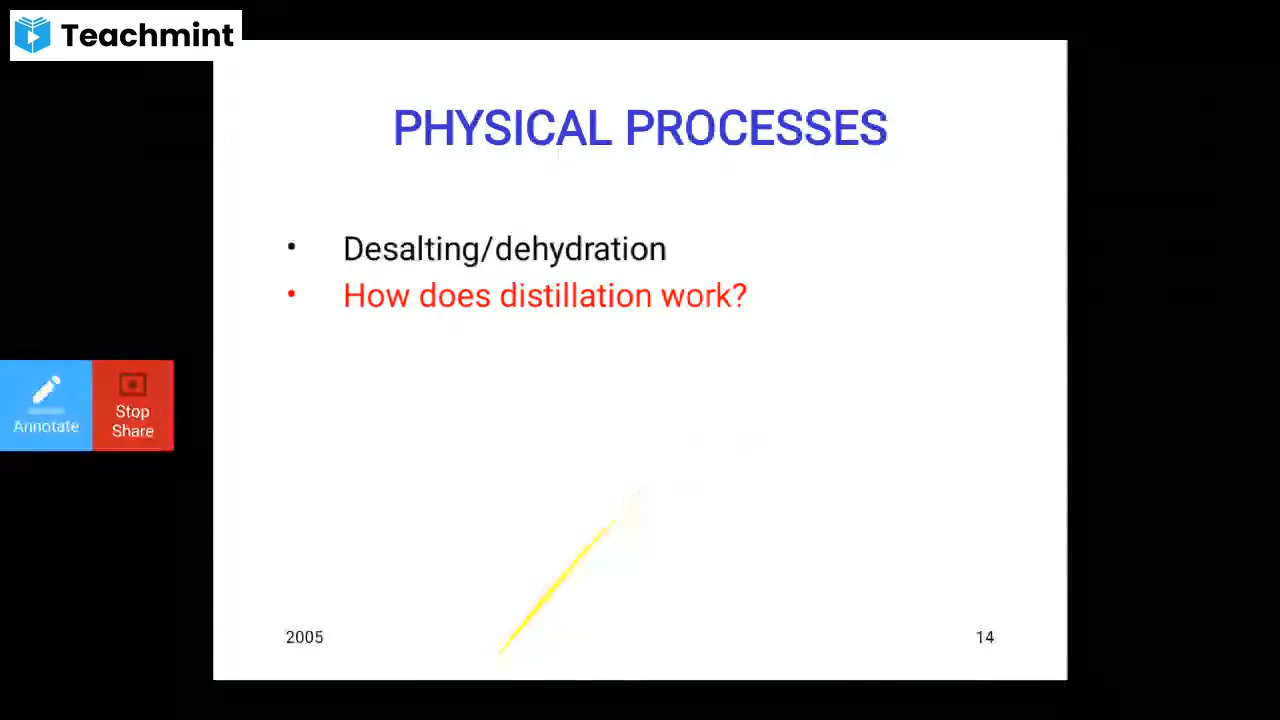 Teachmint
PHYSICAL PROCESSES
• Desalting/dehydration
• How does distillation work?
Annotate
Stop
Share
2005
14